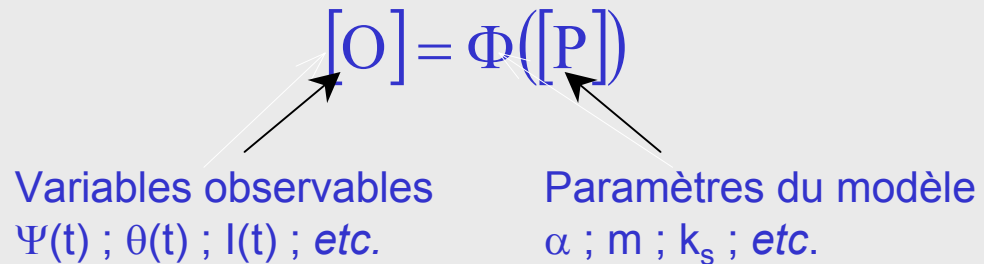 [O] = Φ([P])
Variables observables
Ψ(t) ; θ(t) ; I(t) ; etc.
Paramètres du modèle
α ; m ; kₛ ; etc.